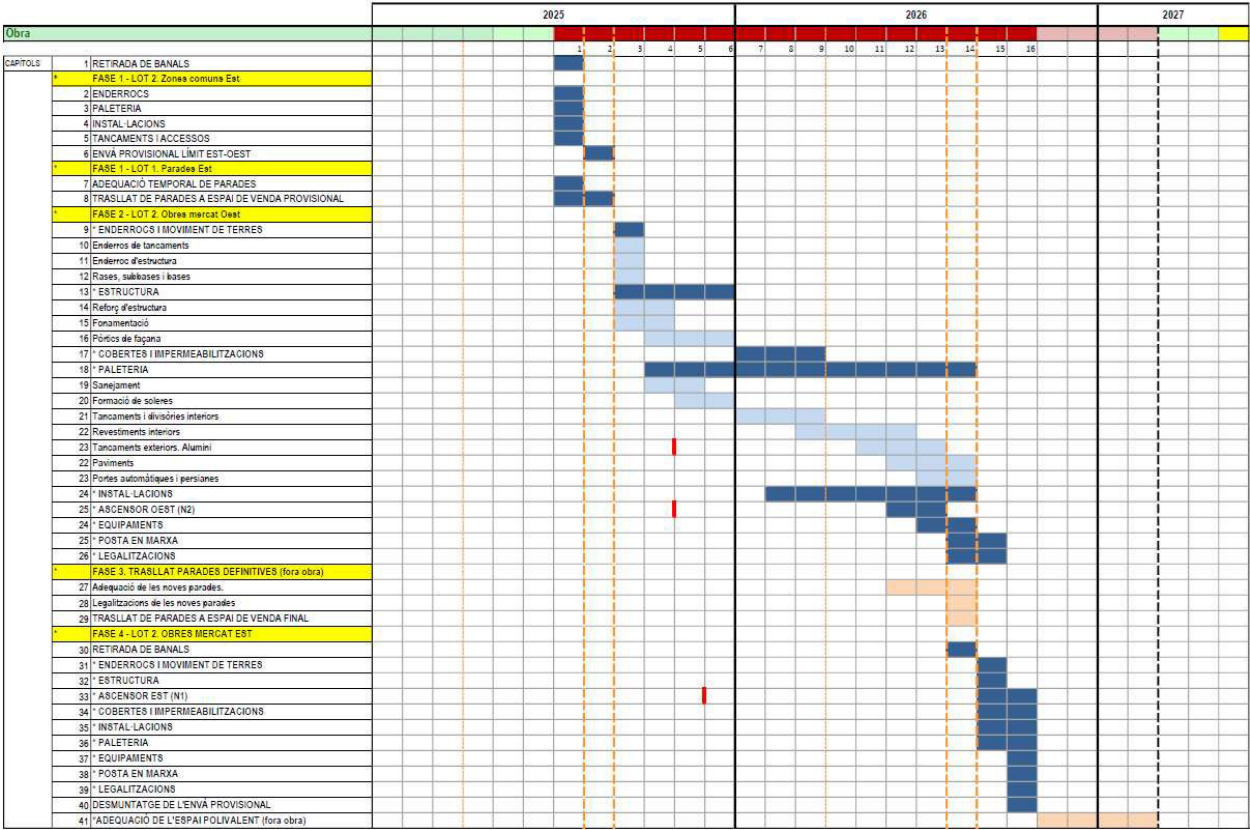 2025 2026 2027
Obra
1 2 3 4 5 6 7 8 9 10 11 12 13 14 15 16
CAPÍTOLS 1 RETIRADA DE BANALS
* FASE 1 - LOT 2. Zones comuns Est
2 ENDERROCS
3 PALETERIA
4 INSTAL·LACIONS
5 TANCAMENTS I ACCESSOS
6 ENVÀ PROVISIONAL LÍMIT EST-OEST
* FASE 1 - LOT 1. Parades Est
7 ADEQUACIÓ TEMPORAL DE PARADES
8 TRASLLAT DE PARADES A ESPAI DE VENDA PROVISIONAL
* FASE 2 - LOT 2. Obres mercat Oest
9 * ENDERROCS I MOVIMENT DE TERRES
10 Enderros de tancaments
11 Enderroc d'estructura
12 Rases, subbases i bases
13 * ESTRUCTURA
14 Reforç d'estructura
15 Fonamentació
16 Pòrtics de façana
17 * COBERTES I IMPERMEABILITZACIONS
18 * PALETERIA
19 Sanejament
20 Formació de soleres
21 Tancaments i divisòries interiors
22 Revestiments interiors
23 Tancaments exteriors. Alumini
22 Paviments
23 Portes automàtiques i persianes
24 * INSTAL·LACIONS
25 * ASCENSOR OEST (N2)
24 * EQUIPAMENTS
25 * POSTA EN MARXA
26 * LEGALITZACIONS
* FASE 3. TRASLLAT PARADES DEFINITIVES (fora obra)
27 Adequació de les noves parades.
28 Legalitzacions de les noves parades
29 TRASLLAT DE PARADES A ESPAI DE VENDA FINAL
* FASE 4 - LOT 2. OBRES MERCAT EST
30 RETIRADA DE BANALS
31 * ENDERROCS I MOVIMENT DE TERRES
32 * ESTRUCTURA
33 * ASCENSOR EST (N1)
34 * COBERTES I IMPERMEABILITZACIONS
35 * INSTAL·LACIONS
36 * PALETERIA
37 * EQUIPAMENTS
38 * POSTA EN MARXA
39 * LEGALITZACIONS
40 DESMUNTATGE DE L'ENVÀ PROVISIONAL
41 *ADEQUACIÓ DE L'ESPAI POLIVALENT (fora obra)